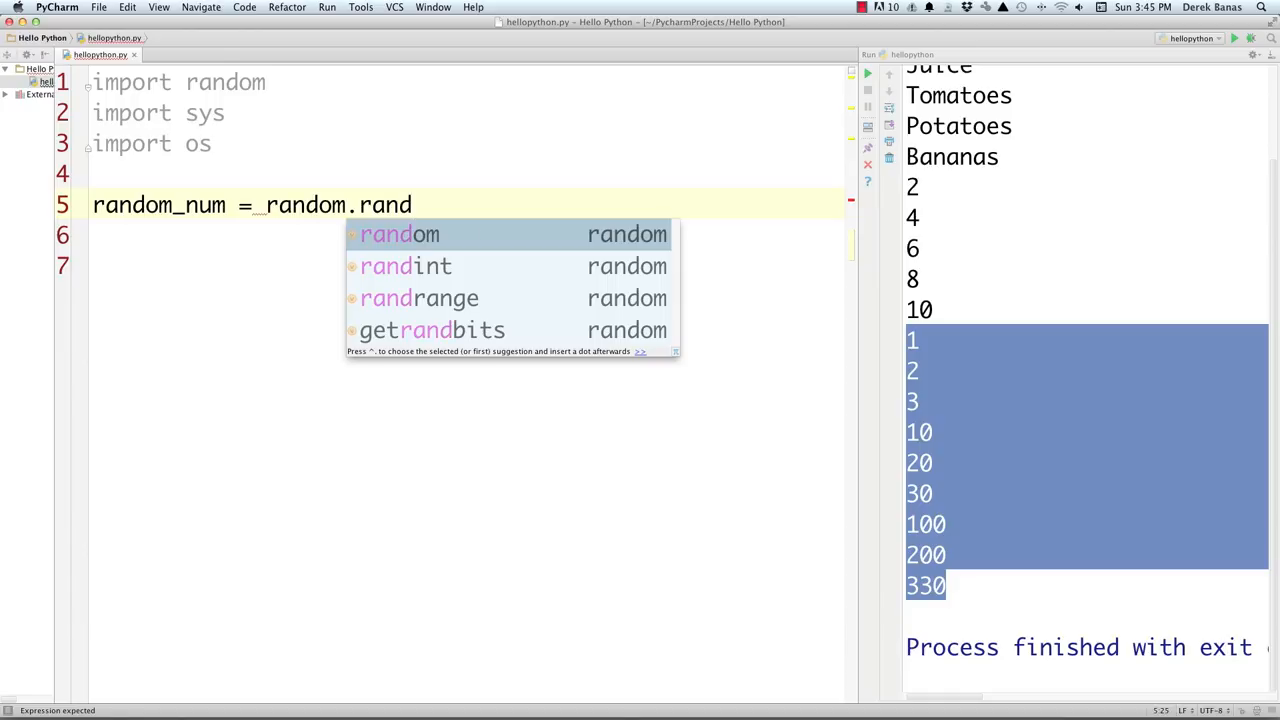 PyCharm File Edit View Navigate Code Refactor Run Tools VCS Window Help 10 Sun 3:45 PM Derek Banas
hellopython.py - Hello Python - [~/PycharmProjects/Hello Python]
Hello Python hellopython.py hellopython
hellopython.py Run hellopython
Hello P
hell
Extern
1 import random
2 import sys
3 import os
4
5 random_num = random.rand
6
7
random random
randint random
randrange random
getrandbits random
Press ^. to choose the selected (or first) suggestion and insert a dot afterwards >>
Juice
Tomatoes
Potatoes
Bananas
2
4
6
8
10
1
2
3
10
20
30
100
200
330
Process finished with exit
Expression expected 5:25 LF UTF-8